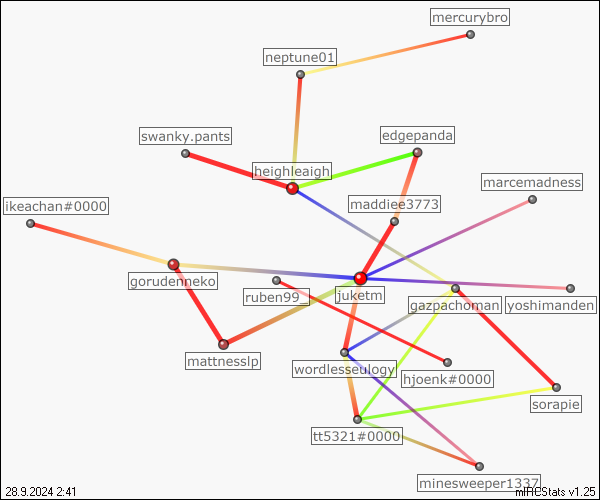 mercurybro
neptune01
swanky.pants
edgepanda
heighleaigh
marcemadness
maddiee3773
ikeachan#0000
gorudenneko
ruben99_
juketm
gazpachoman
yoshimanden
mattnesslp
wordlesseulogy
hjoenk#0000
sorapie
tt5321#0000
minesweeper1337
28.9.2024 2:41
mIRCStats v1.25